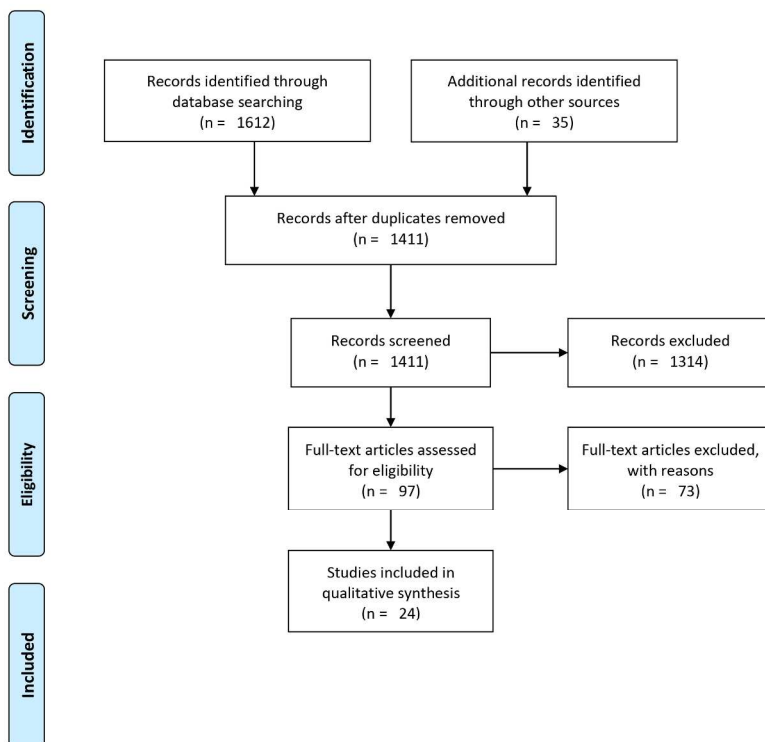 Identification
Records identified through
database searching
(n = 1612)
Additional records identified
through other sources
(n = 35)
Screening
Records after duplicates removed
(n = 1411)
Records screened
(n = 1411)
Records excluded
(n = 1314)
Eligibility
Full-text articles assessed
for eligibility
(n = 97)
Full-text articles excluded,
with reasons
(n = 73)
Included
Studies included in
qualitative synthesis
(n = 24)